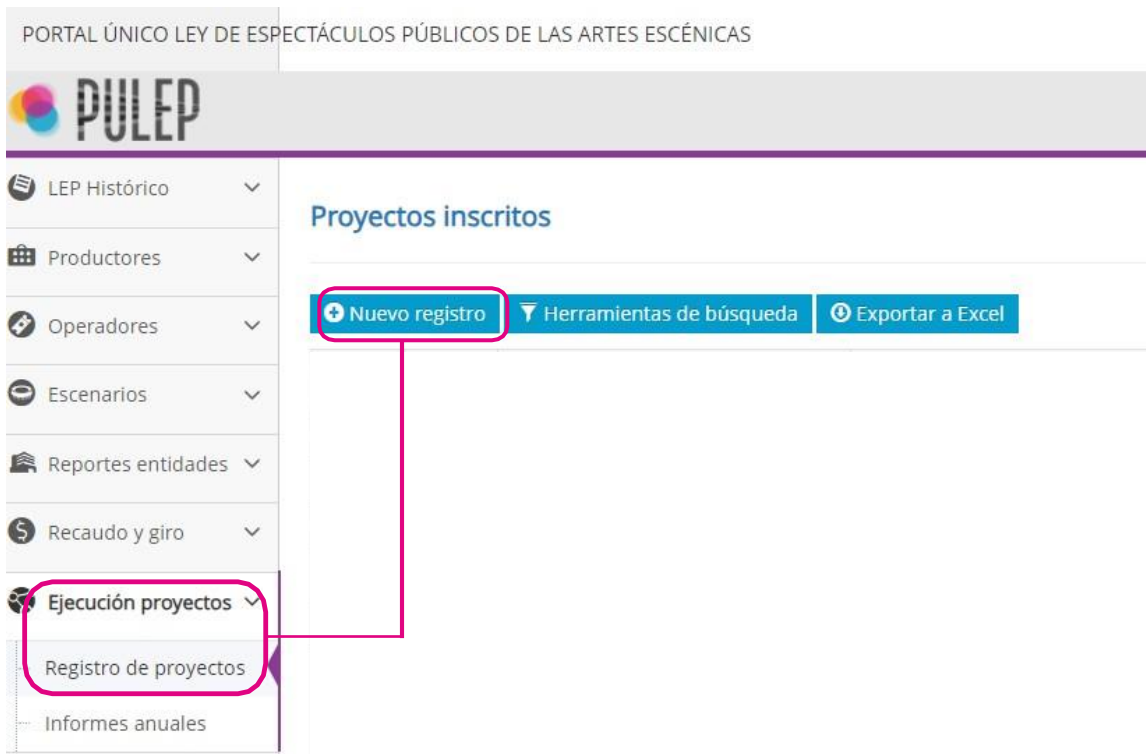 PORTAL ÚNICO LEY DE ESPECTÁCULOS PÚBLICOS DE LAS ARTES ESCÉNICAS
PULEP
LEP Histórico
Productores
Operadores
Escenarios
Reportes entidades
Recaudo y giro
Ejecución proyectos
Registro de proyectos
Informes anuales
Proyectos inscritos
Nuevo registro Herramientas de búsqueda Exportar a Excel